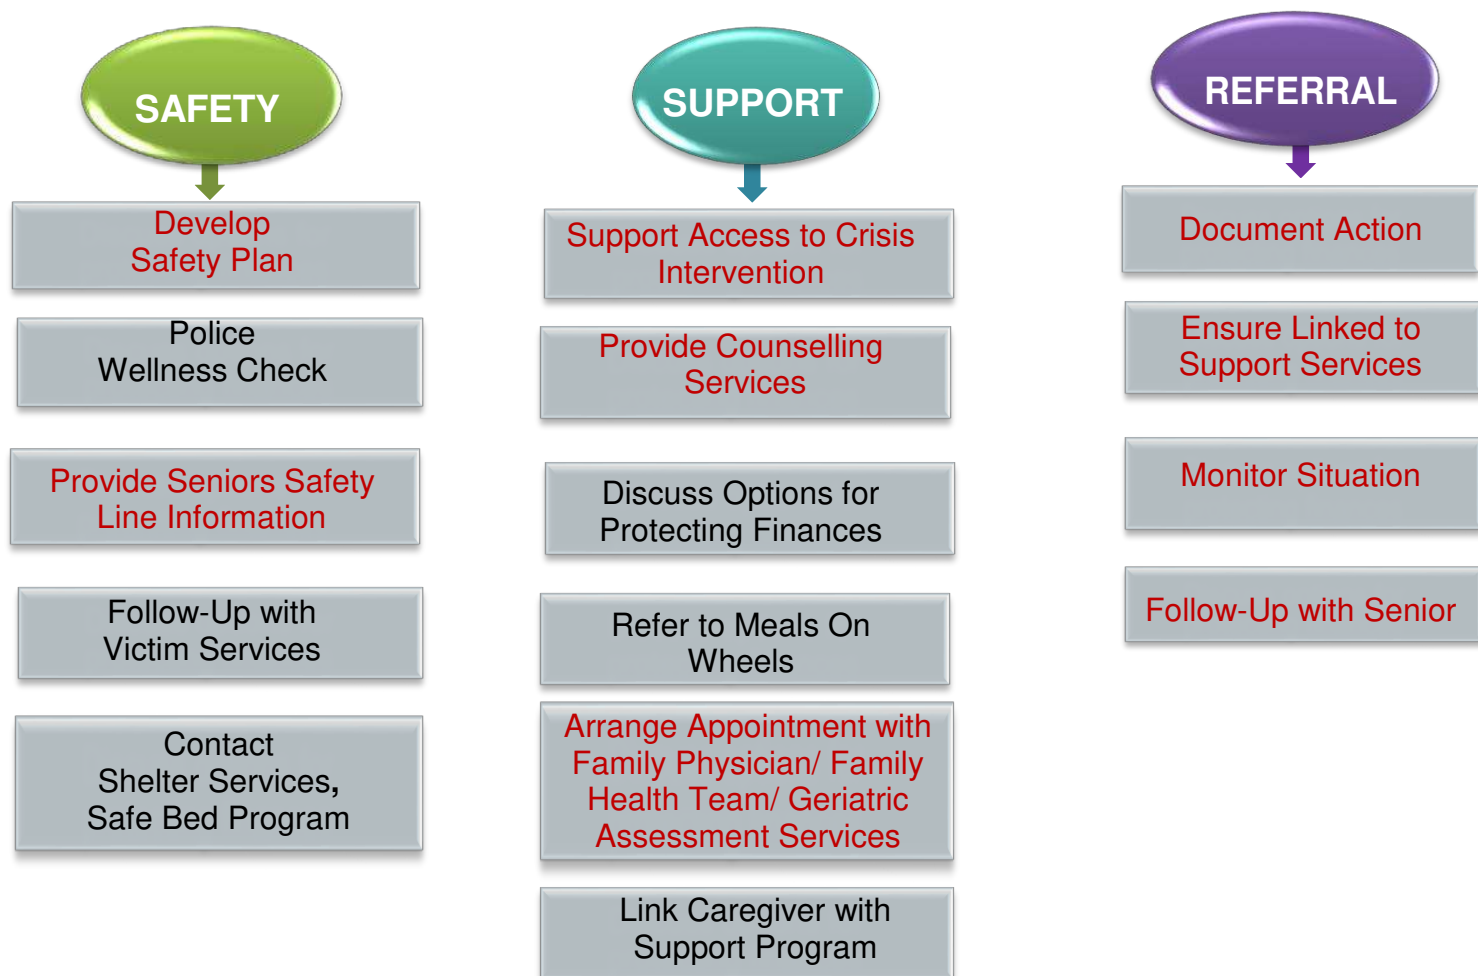 SAFETY
Develop
Safety Plan
Police
Wellness Check
Provide Seniors Safety
Line Information
Follow-Up with
Victim Services
Contact
Shelter Services,
Safe Bed Program
SUPPORT
Support Access to Crisis
Intervention
Provide Counselling
Services
Discuss Options for
Protecting Finances
Refer to Meals On
Wheels
Arrange Appointment with
Family Physician/ Family
Health Team/ Geriatric
Assessment Services
Link Caregiver with
Support Program
REFERRAL
Document Action
Ensure Linked to
Support Services
Monitor Situation
Follow-Up with Senior